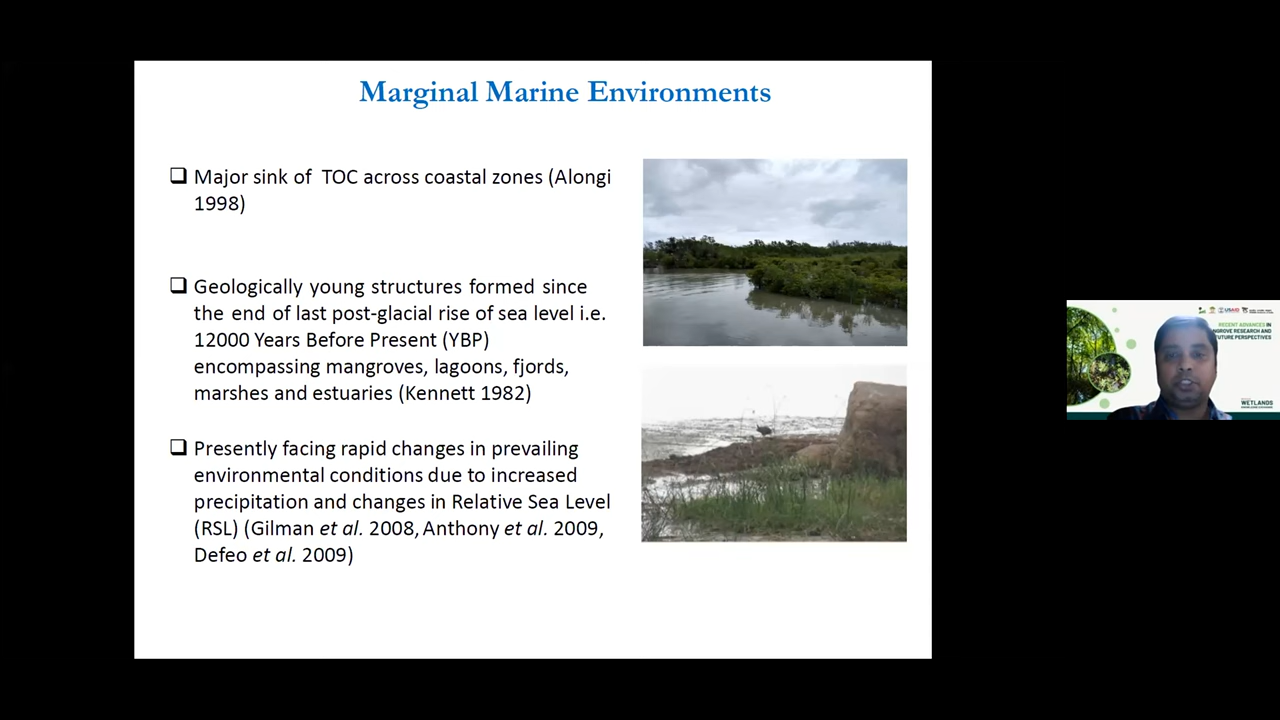 Marginal Marine Environments
Major sink of TOC across coastal zones (Alongi
1998)
Geologically young structures formed since
the end of last post-glacial rise of sea level i.e.
12000 Years Before Present (YBP)
encompassing mangroves, lagoons, fjords,
marshes and estuaries (Kennett 1982)
Presently facing rapid changes in prevailing
environmental conditions due to increased
precipitation and changes in Relative Sea Level
(RSL) (Gilman et al. 2008, Anthony et al. 2009,
Defeo et al. 2009)
USAID
RECENT ADVANCES IN
RESEARCH AND
PERSPECTIVES
WETLANDS